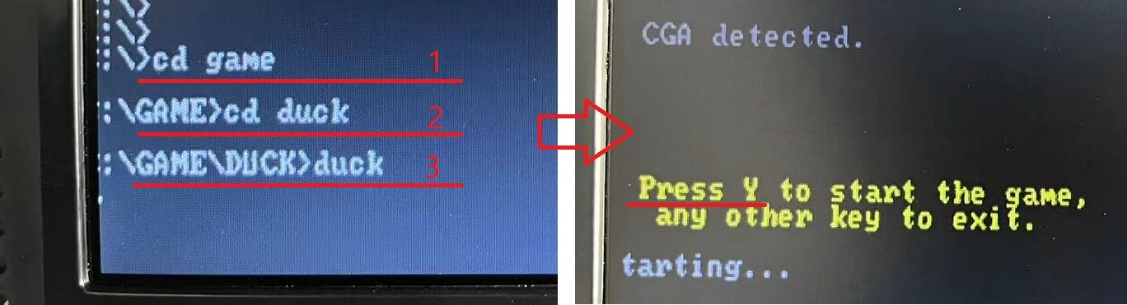 :\>
:\>
:\>cd game 1
:\GAME>cd duck 2
:\GAME\DUCK>duck 3
CGA detected.
Press Y to start the game,
any other key to exit.
tarting...